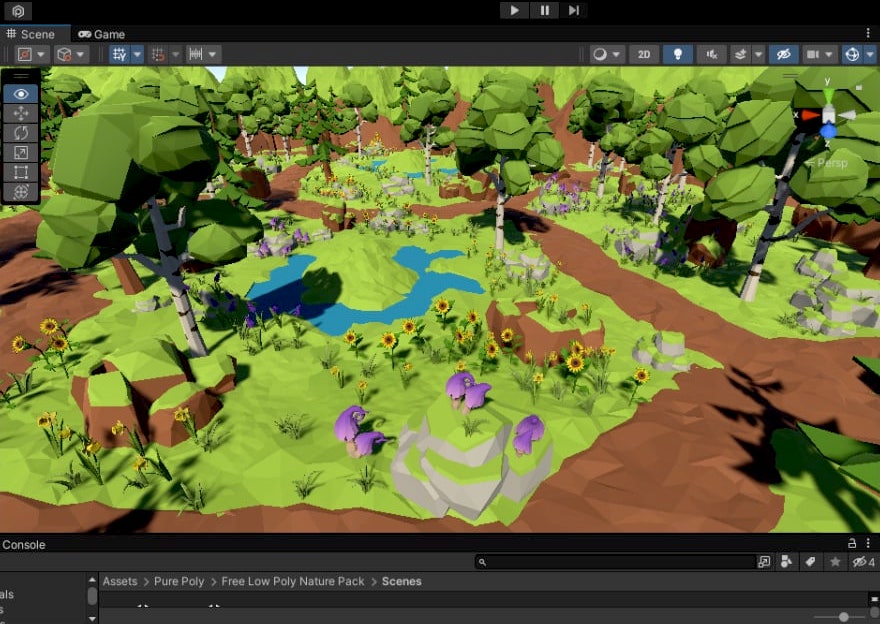 Scene Game
2D
y
x
Persp
Console
4
Assets > Pure Poly > Free Low Poly Nature Pack > Scenes
als
s
s: